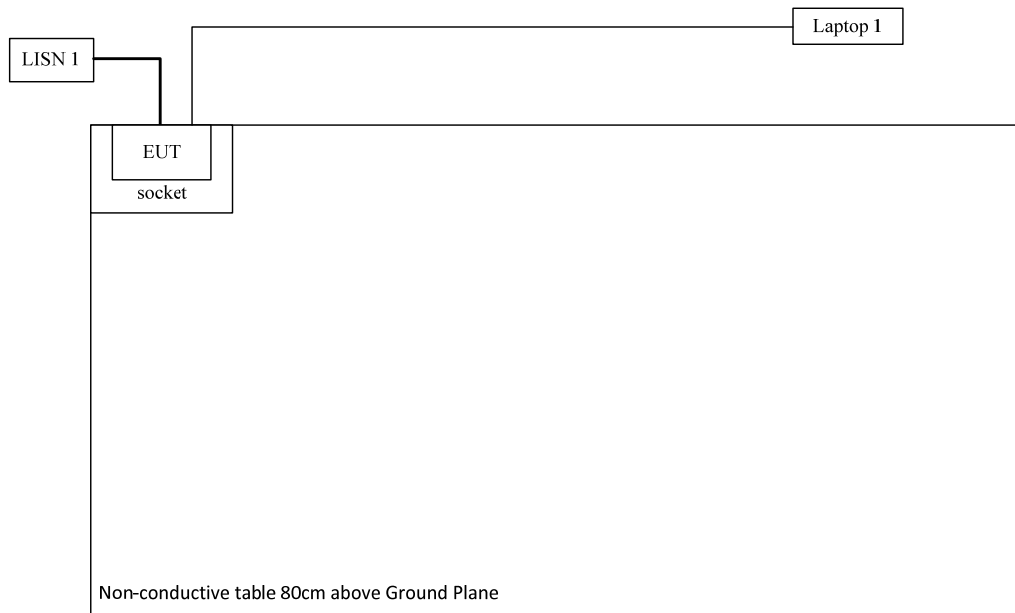 Laptop 1
LISN 1
EUT
socket
Non-conductive table 80cm above Ground Plane